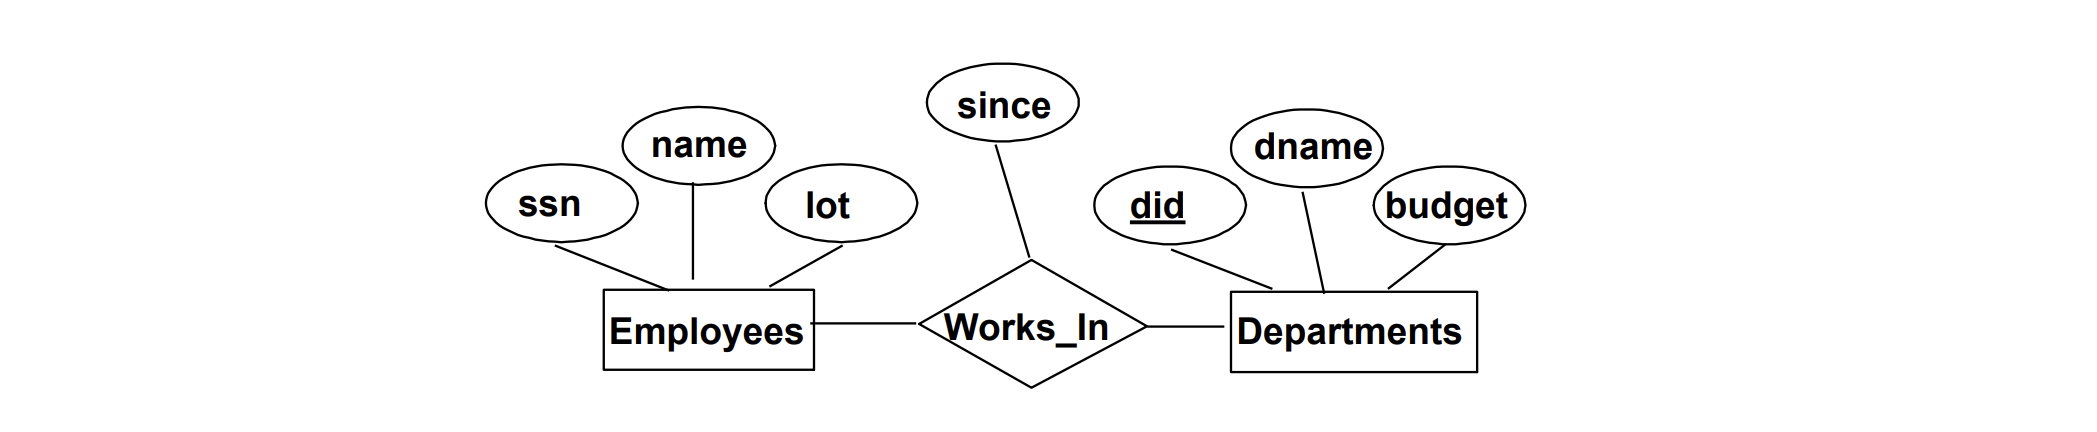 since
name
dname
ssn
lot
did
budget
Employees
Works_In
Departments